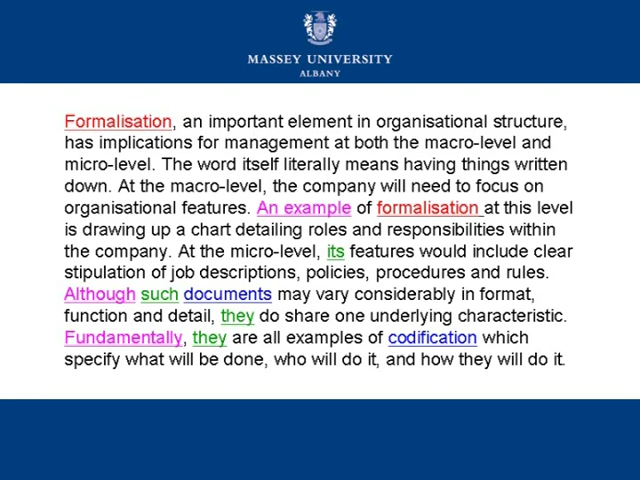 MASSEY UNIVERSITY
ALBANY
Formalisation, an important element in organisational structure,
has implications for management at both the macro-level and
micro-level. The word itself literally means having things written
down. At the macro-level, the company will need to focus on
organisational features. An example of formalisation at this level
is drawing up a chart detailing roles and responsibilities within
the company. At the micro-level, its features would include clear
stipulation of job descriptions, policies, procedures and rules.
Although such documents may vary considerably in format,
function and detail, they do share one underlying characteristic.
Fundamentally, they are all examples of codification which
specify what will be done, who will do it, and how they will do it.